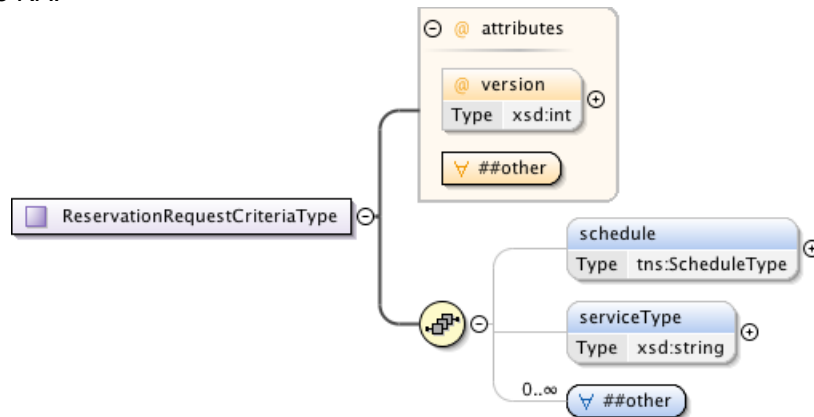 @ attributes
@ version
Type xsd:int
∀ ##other
ReservationRequestCriteriaType
schedule
Type tns:ScheduleType
serviceType
Type xsd:string
0..∞
∀ ##other